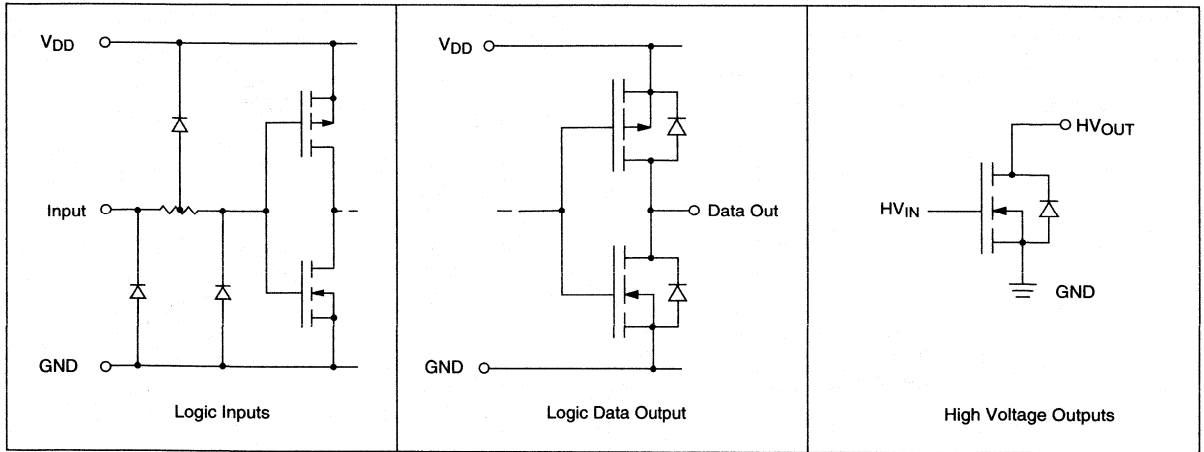 VDD
Input
GND
Logic Inputs
VDD
Data Out
GND
Logic Data Output
HVOUT
HVIN
GND
High Voltage Outputs